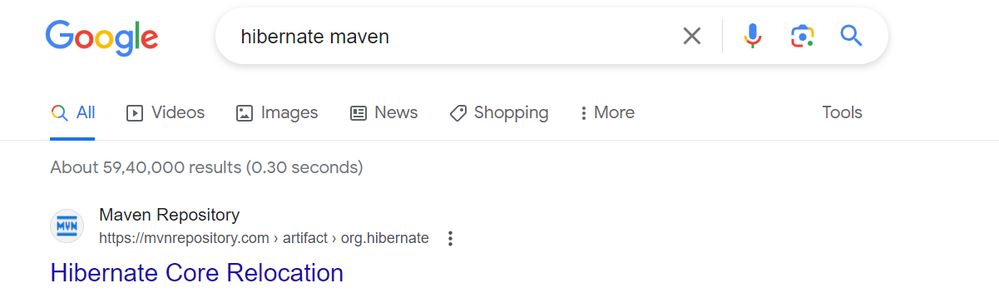 Google hibernate maven
All Videos Images News Shopping More Tools
About 59,40,000 results (0.30 seconds)
MVN Maven Repository
https://mvnrepository.com › artifact › org.hibernate
Hibernate Core Relocation